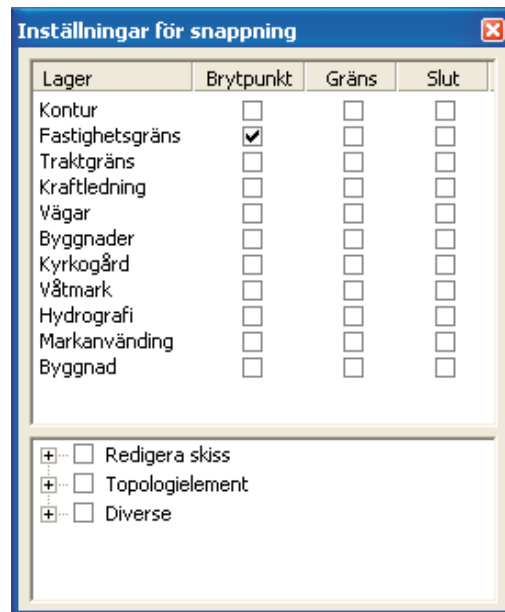 Inställningar för snappning
Lager Brytpunkt Gräns Slut
Kontur
Fastighetsgräns
Traktgräns
Kraftledning
Vägar
Byggnader
Kyrkogård
Våtmark
Hydrografi
Markanvänding
Byggnad
Redigera skiss
Topologielement
Diverse